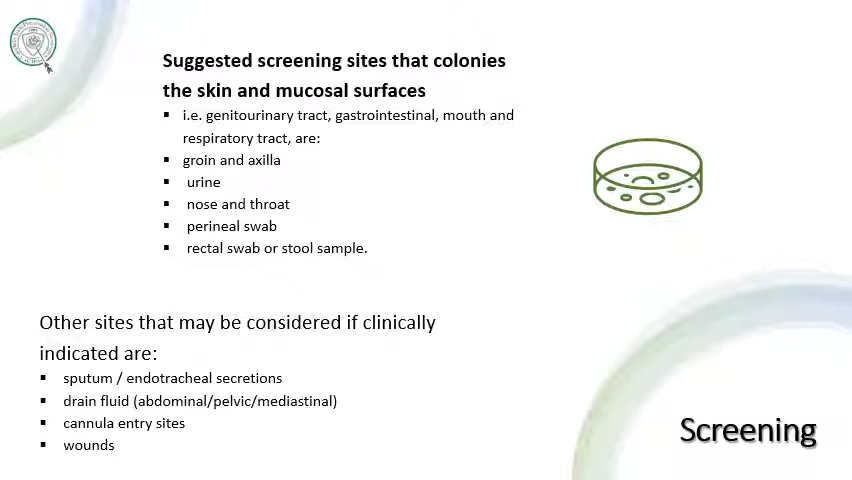 Suggested screening sites that colonies
the skin and mucosal surfaces
▪ i.e. genitourinary tract, gastrointestinal, mouth and
respiratory tract, are:
▪ groin and axilla
▪ urine
▪ nose and throat
▪ perineal swab
▪ rectal swab or stool sample.
Other sites that may be considered if clinically
indicated are:
▪ sputum / endotracheal secretions
▪ drain fluid (abdominal/pelvic/mediastinal)
▪ cannula entry sites
▪ wounds
Screening